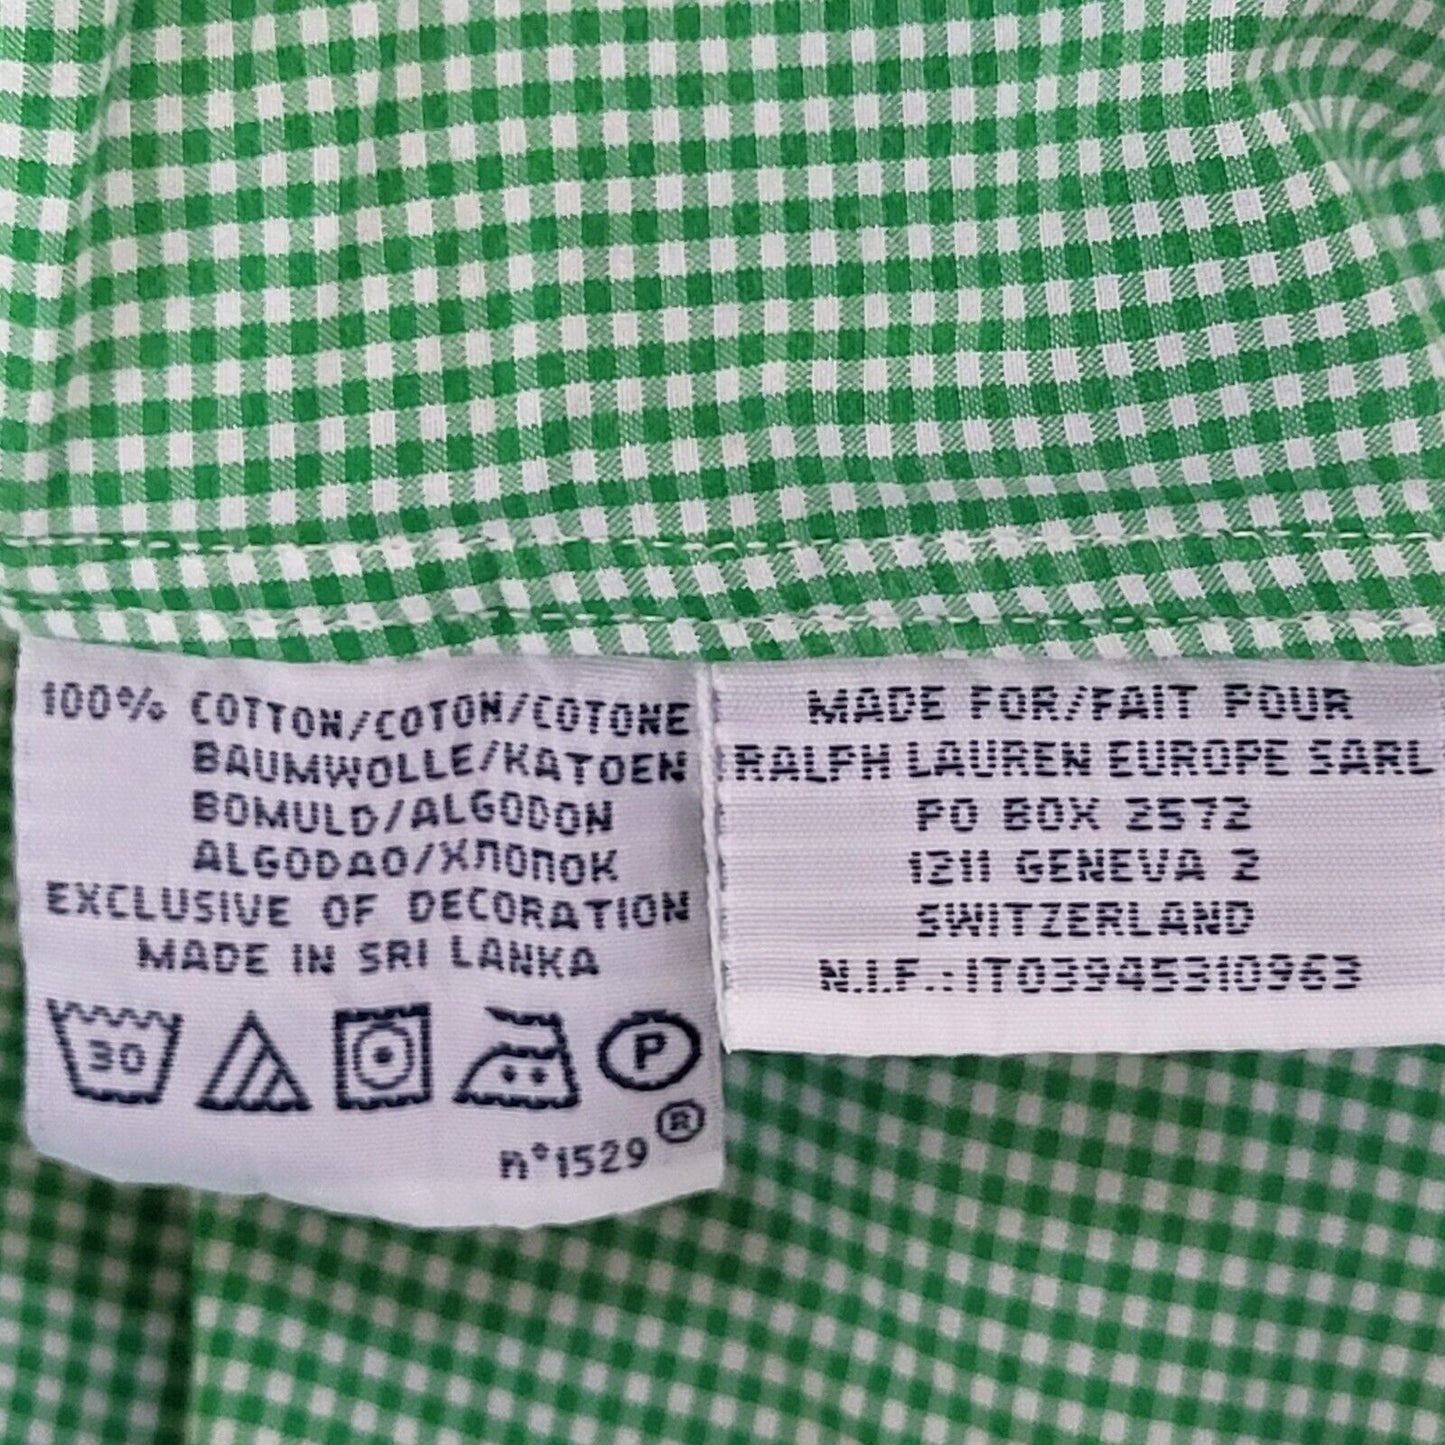 100% COTTON/COTON/COTONE
BAUMWOLLE/KATOEN
BOMULD/ALGODON
ALGODAO/ХЛОПОК
EXCLUSIVE OF DECORATION
MADE IN SRI LANKA
30
P
®
n°1529
MADE FOR/FAIT POUR
RALPH LAUREN EUROPE SARL
PO BOX 2572
1211 GENEVA 2
SWITZERLAND
N.I.F.:IT03945310963